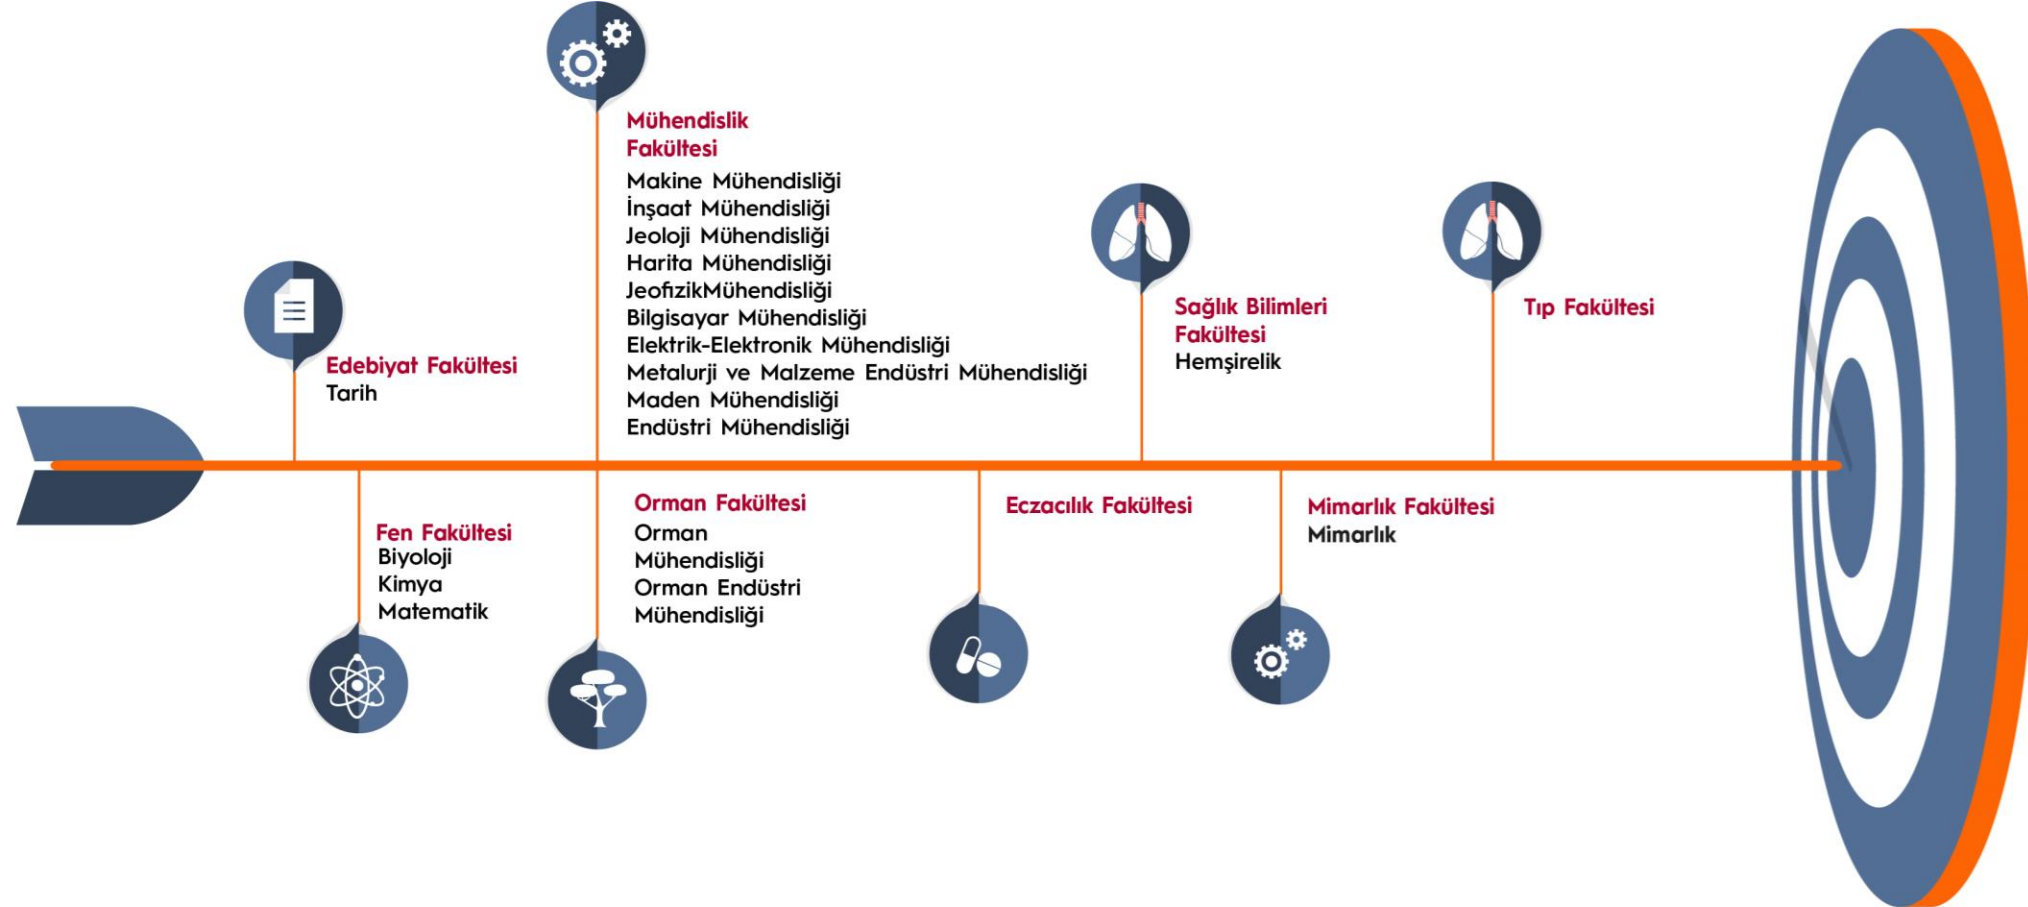 Mühendislik
Fakültesi
Makine Mühendisliği
İnşaat Mühendisliği
Jeoloji Mühendisliği
Harita Mühendisliği
JeofizikMühendisliği
Bilgisayar Mühendisliği
Elektrik-Elektronik Mühendisliği
Metalurji ve Malzeme Endüstri Mühendisliği
Maden Mühendisliği
Endüstri Mühendisliği
Edebiyat Fakültesi
Tarih
Sağlık Bilimleri
Fakültesi
Hemşirelik
Tıp Fakültesi
Fen Fakültesi
Biyoloji
Kimya
Matematik
Orman Fakültesi
Orman
Mühendisliği
Orman Endüstri
Mühendisliği
Eczacılık Fakültesi
Mimarlık Fakültesi
Mimarlık